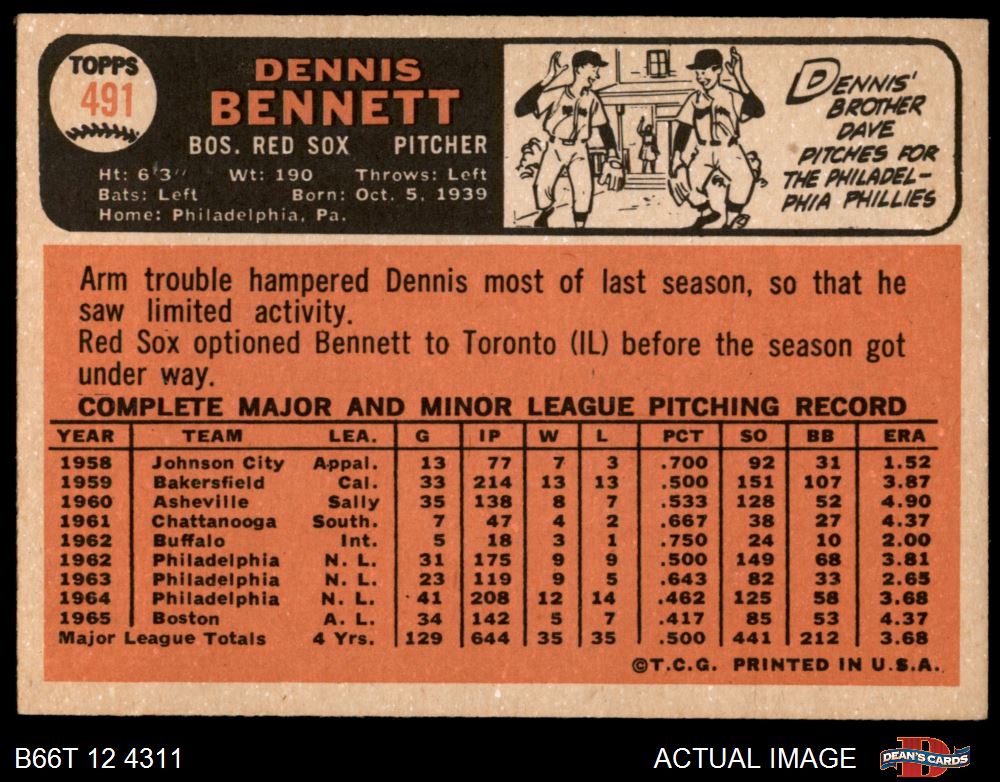 TOPPS
491
DENNIS
BENNETT
BOS. RED SOX PITCHER
Ht: 6'3" Wt: 190 Throws: Left
Bats: Left Born: Oct. 5, 1939
Home: Philadelphia, Pa.
DENNIS'
BROTHER
DAVE
PITCHES FOR
THE PHILADEL-
PHIA PHILLIES
Arm trouble hampered Dennis most of last season, so that he
saw limited activity.
Red Sox optioned Bennett to Toronto (IL) before the season got
under way.
COMPLETE MAJOR AND MINOR LEAGUE PITCHING RECORD
YEAR TEAM LEA. G IP W L PCT SO BB ERA
1958 Johnson City Appal. 13 77 7 3 .700 92 31 1.52
1959 Bakersfield Cal. 33 214 13 13 .500 151 107 3.87
1960 Asheville Sally 35 138 8 7 .533 128 52 4.90
1961 Chattanooga South. 7 47 4 2 .667 38 27 4.37
1962 Buffalo Int. 5 18 3 1 .750 24 10 2.00
1962 Philadelphia N. L. 31 175 9 9 .500 149 68 3.81
1963 Philadelphia N. L. 23 119 9 5 .643 82 33 2.65
1964 Philadelphia N. L. 41 208 12 14 .462 125 58 3.68
1965 Boston A. L. 34 142 5 7 .417 85 53 4.37
Major League Totals 4 Yrs. 129 644 35 35 .500 441 212 3.68
©T.C.G. PRINTED IN U.S.A.
B66T 12 4311 ACTUAL IMAGE
DEAN'S CARDS